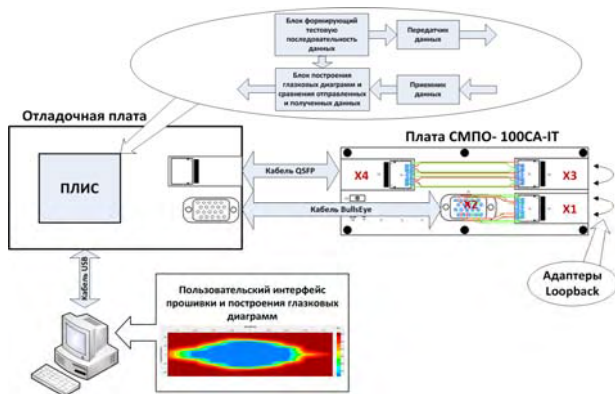 Блок формирующий
тестовую
последовательность
данных
Передатчик
данных
Блок построения
глазковых диаграмм и
сравнения отправленных
и полученных данных
Приемник
данных
Отладочная плата
Плата СМПО- 100СА-IT
ПЛИС
Кабель QSFP
X4
X3
Кабель BullsEye
X2
X1
Адаптеры
Loopback
Кабель USB
Пользовательский интерфейс
прошивки и построения глазковых
диаграмм